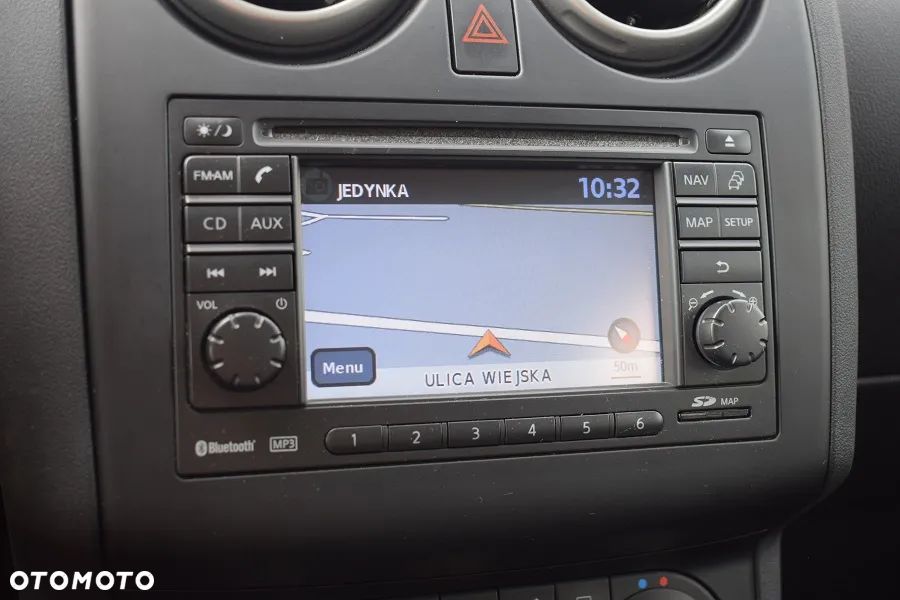 FM•AM
CD AUX
VOL
JEDYNKA 10:32
NAV
MAP SETUP
Menu
ULICA WIEJSKA
50m
SD MAP
Bluetooth MP3
1 2 3 4 5 6
OTOMOTO